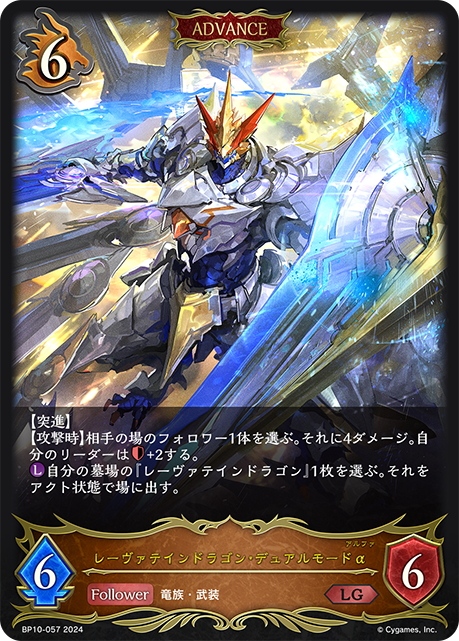 ADVANCE
6
【突進】
【攻撃時】相手の場のフォロワー1体を選ぶ。それに4ダメージ。自
分のリーダーは+2する。
L自分の墓場の『レーヴァテインドラゴン』1枚を選ぶ。それを
アクト状態で場に出す。
アルファ
レーヴァテインドラゴン・デュアルモードα
6
Follower 竜族・武装
LG
6
BP10-057 2024
© Cygames, Inc.